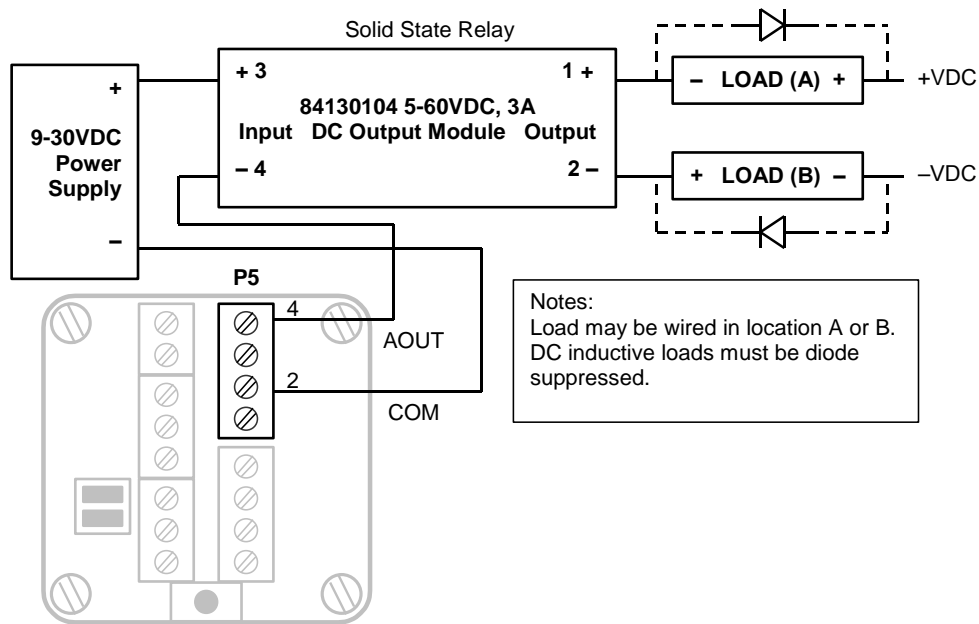 Solid State Relay
+
9-30VDC
Power
Supply
–
+ 3
1 +
84130104 5-60VDC, 3A
Input DC Output Module Output
– 4
2 –
– LOAD (A) +
+VDC
+ LOAD (B) –
–VDC
P5
4
AOUT
2
COM
Notes:
Load may be wired in location A or B.
DC inductive loads must be diode
suppressed.